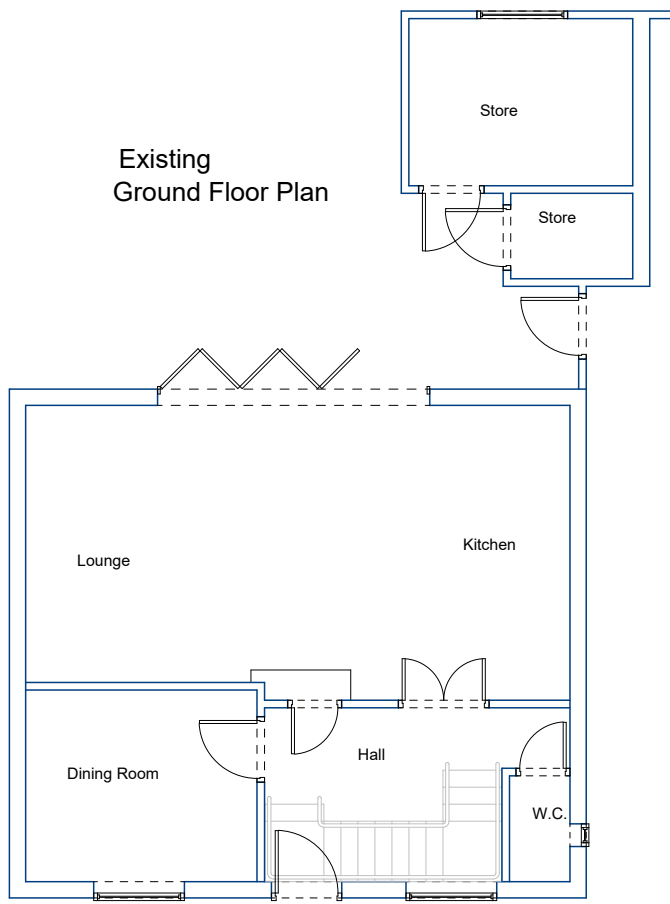 Existing
Ground Floor Plan
Store
Store
Lounge
Kitchen
Dining Room
Hall
W.C.